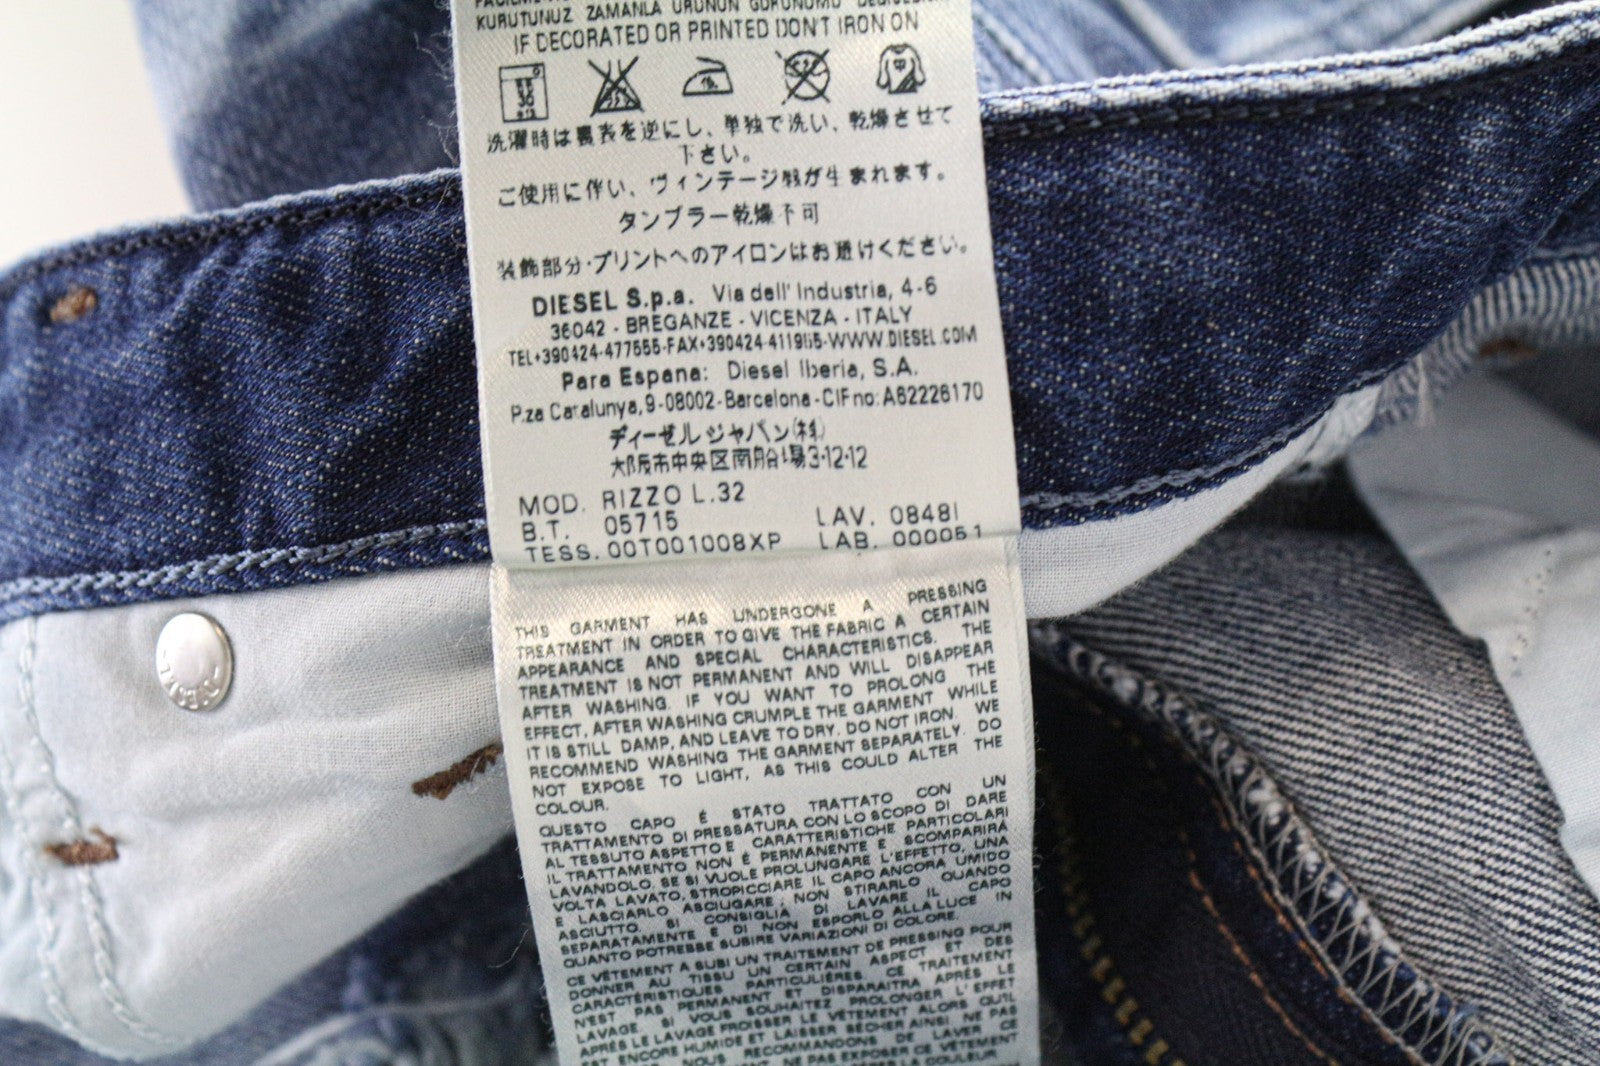 KURUTUNUZ ZAMANLA ÜRÜNÜN
IF DECORATED OR PRINTED DON'T IRON ON
洗濯時は裏表を逆にし、単独で洗い、乾燥させて
下さい。
ご使用に伴い、ヴィンテージ感が生まれます。
タンブラー乾燥不可
装飾部分・プリントへのアイロンはお避けください。
DIESEL S.p.a. Via dell' Industria, 4-6
36042 - BREGANZE - VICENZA - ITALY
TEL+390424-477555-FAX+390424-411955-WWW.DIESEL.COM
Para Espana: Diesel Iberia, S.A.
P.za Catalunya, 9-08002-Barcelona-CIF no: A62226170
ディーゼル ジャパン(株)
大阪市中央区南船場3-12-12
MOD. RIZZO L.32
B.T. 05715 LAV. 0848I
TESS. 00T001008XP LAB. 000051
THIS GARMENT HAS UNDERGONE A PRESSING
TREATMENT IN ORDER TO GIVE THE FABRIC A CERTAIN
APPEARANCE AND SPECIAL CHARACTERISTICS. THE
TREATMENT IS NOT PERMANENT AND WILL DISAPPEAR
AFTER WASHING. IF YOU WANT TO PROLONG THE
EFFECT, AFTER WASHING CRUMPLE THE GARMENT WHILE
IT IS STILL DAMP, AND LEAVE TO DRY. DO NOT IRON. WE
RECOMMEND WASHING THE GARMENT SEPARATELY. DO
NOT EXPOSE TO LIGHT, AS THIS COULD ALTER THE
COLOUR.
QUESTO CAPO É STATO TRATTATO CON UN
TRATTAMENTO DI PRESSATURA CON LO SCOPO DI DARE
AL TESSUTO ASPETTO E CARATTERISTICHE PARTICOLARI
IL TRATTAMENTO NON É PERMANENTE E SCOMPARIRÁ
LAVANDOLO. SE SI VUOLE PROLUNGARE L'EFFETTO, UNA
VOLTA LAVATO, STROPICCIARE IL CAPO ANCORA UMIDO
E LASCIARLO ASCIUGARE, NON STIRARLO QUANDO
ASCIUTTO. SI CONSIGLIA DI LAVARE IL CAPO
SEPARATAMENTE E DI NON ESPORLO ALLA LUCE IN
QUANTO POTREBBE SUBIRE VARIAZIONI DI COLORE.
CE VÊTEMENT A SUBI UN TRAITEMENT DE PRESSING POUR
DONNER AU TISSU UN CERTAIN ASPECT ET DES
CARACTÉRISTIQUES PARTICULIÈRES. CE TRAITEMENT
N'EST PAS PERMANENT ET DISPARAITRA APRÈS LE
LAVAGE. SI VOUS SOUHAITEZ PROLONGER L'EFFET
APRÈS LE LAVAGE FROISSER LE VÊTEMENT ALORS QU'IL
EST ENCORE HUMIDE ET LAISSER SÈCHER AINSI. NE PAS
NOUS RECOMMANDONS DE LAVER CE
NE PAS EXPOSER CE VÊTEMENT
ALTÉRER LA COULEUR